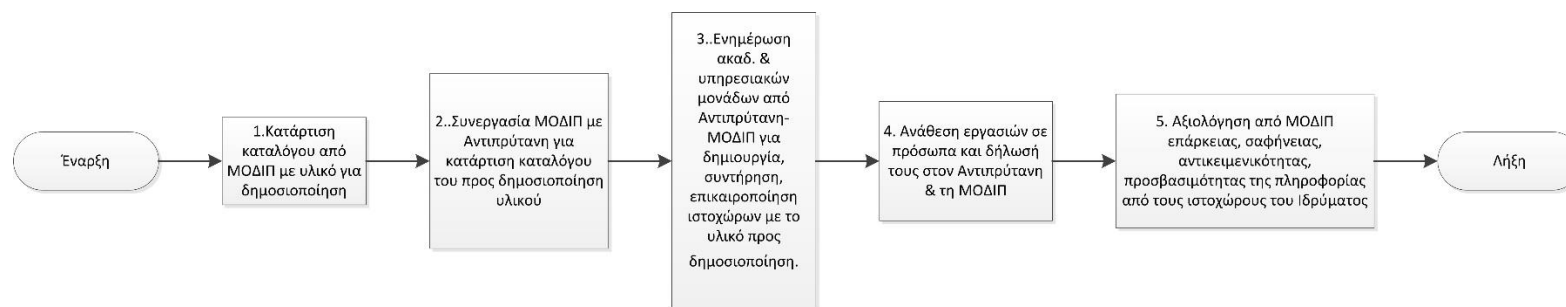 Έναρξη
1.Κατάρτιση
καταλόγου από
ΜΟΔΙΠ με υλικό για
δημοσιοποίηση
2..Συνεργασία ΜΟΔΙΠ με
Αντιπρύτανη για
κατάρτιση καταλόγου
του προς δημοσιοποίηση
υλικού
3..Ενημέρωση
ακαδ. &
υπηρεσιακών
μονάδων από
Αντιπρύτανη-
ΜΟΔΙΠ για
δημιουργία,
συντήρηση,
επικαιροποίηση
ιστοχώρων με το
υλικό προς
δημοσιοποίηση.
4. Ανάθεση εργασιών σε
πρόσωπα και δήλωσή
τους στον Αντιπρύτανη
& τη ΜΟΔΙΠ
5. Αξιολόγηση από ΜΟΔΙΠ
επάρκειας, σαφήνειας,
αντικειμενικότητας,
προσβασιμότητας της πληροφορίας
από τους ιστοχώρους του Ιδρύματος
Λήξη